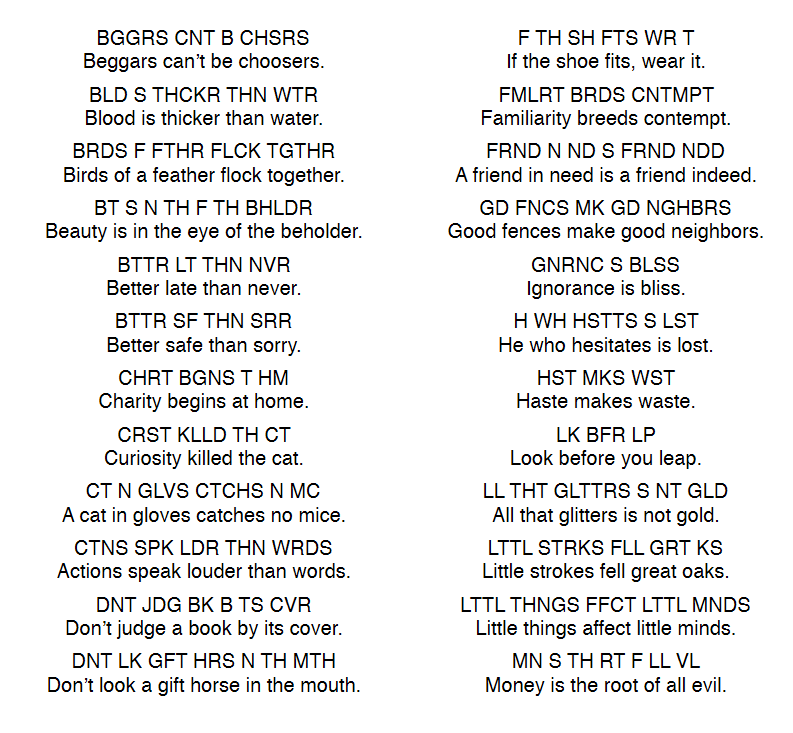 BGGRS CNT B CHSRS
Beggars can’t be choosers.
BLD S THCKR THN WTR
Blood is thicker than water.
BRDS F FTHR FLCK TGTHR
Birds of a feather flock together.
BT S N TH F TH BHLDR
Beauty is in the eye of the beholder.
BTTR LT THN NVR
Better late than never.
BTTR SF THN SRR
Better safe than sorry.
CHRT BGNS T HM
Charity begins at home.
CRST KLLD TH CT
Curiosity killed the cat.
CT N GLVS CTCHS N MC
A cat in gloves catches no mice.
CTNS SPK LDR THN WRDS
Actions speak louder than words.
DNT JDG BK B TS CVR
Don’t judge a book by its cover.
DNT LK GFT HRS N TH MTH
Don’t look a gift horse in the mouth.
F TH SH FTS WR T
If the shoe fits, wear it.
FMLRT BRDS CNTMPT
Familiarity breeds contempt.
FRND N ND S FRND NDD
A friend in need is a friend indeed.
GD FNCS MK GD NGHBRS
Good fences make good neighbors.
GNRNC S BLSS
Ignorance is bliss.
H WH HSTTS S LST
He who hesitates is lost.
HST MKS WST
Haste makes waste.
LK BFR LP
Look before you leap.
LL THT GLTTRS S NT GLD
All that glitters is not gold.
LTTL STRKS FLL GRT KS
Little strokes fell great oaks.
LTTL THNGS FFCT LTTL MNDS
Little things affect little minds.
MN S TH RT F LL VL
Money is the root of all evil.